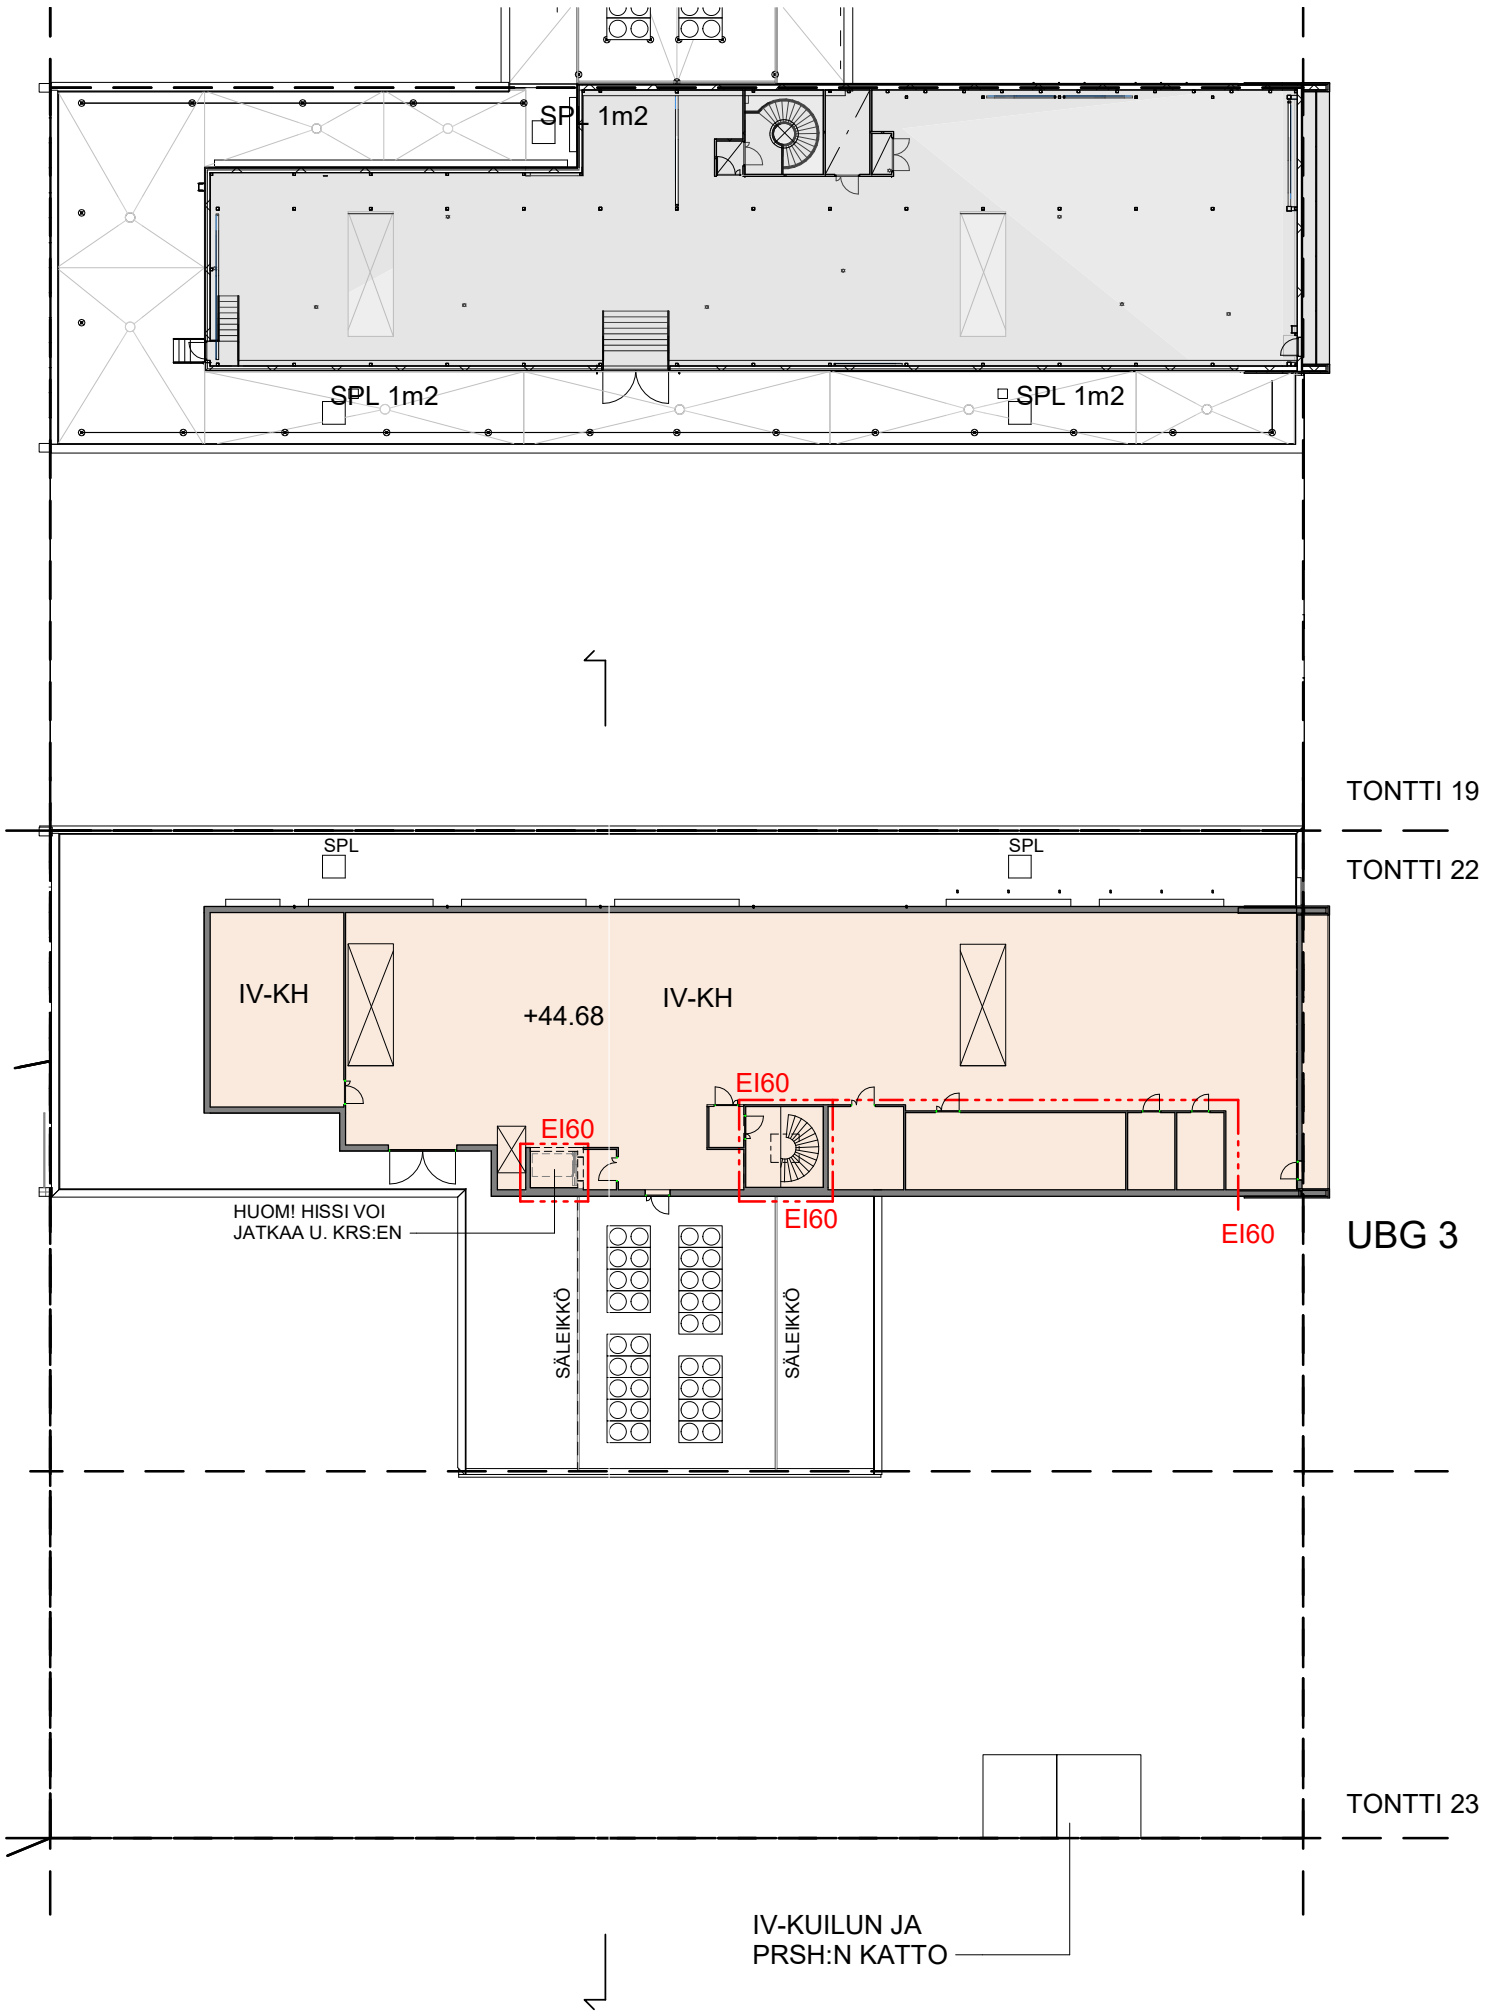 SPL 1m2
SPL 1m2
SPL 1m2
TONTTI 19
SPL
SPL
TONTTI 22
IV-KH
IV-KH
+44.68
EI60
EI60
HUOM! HISSI VOI
JATKAA U. KRS:EN
EI60
EI60
UBG 3
SÄLEIKKÖ
SÄLEIKKÖ
TONTTI 23
IV-KUILUN JA
PRSH:N KATTO